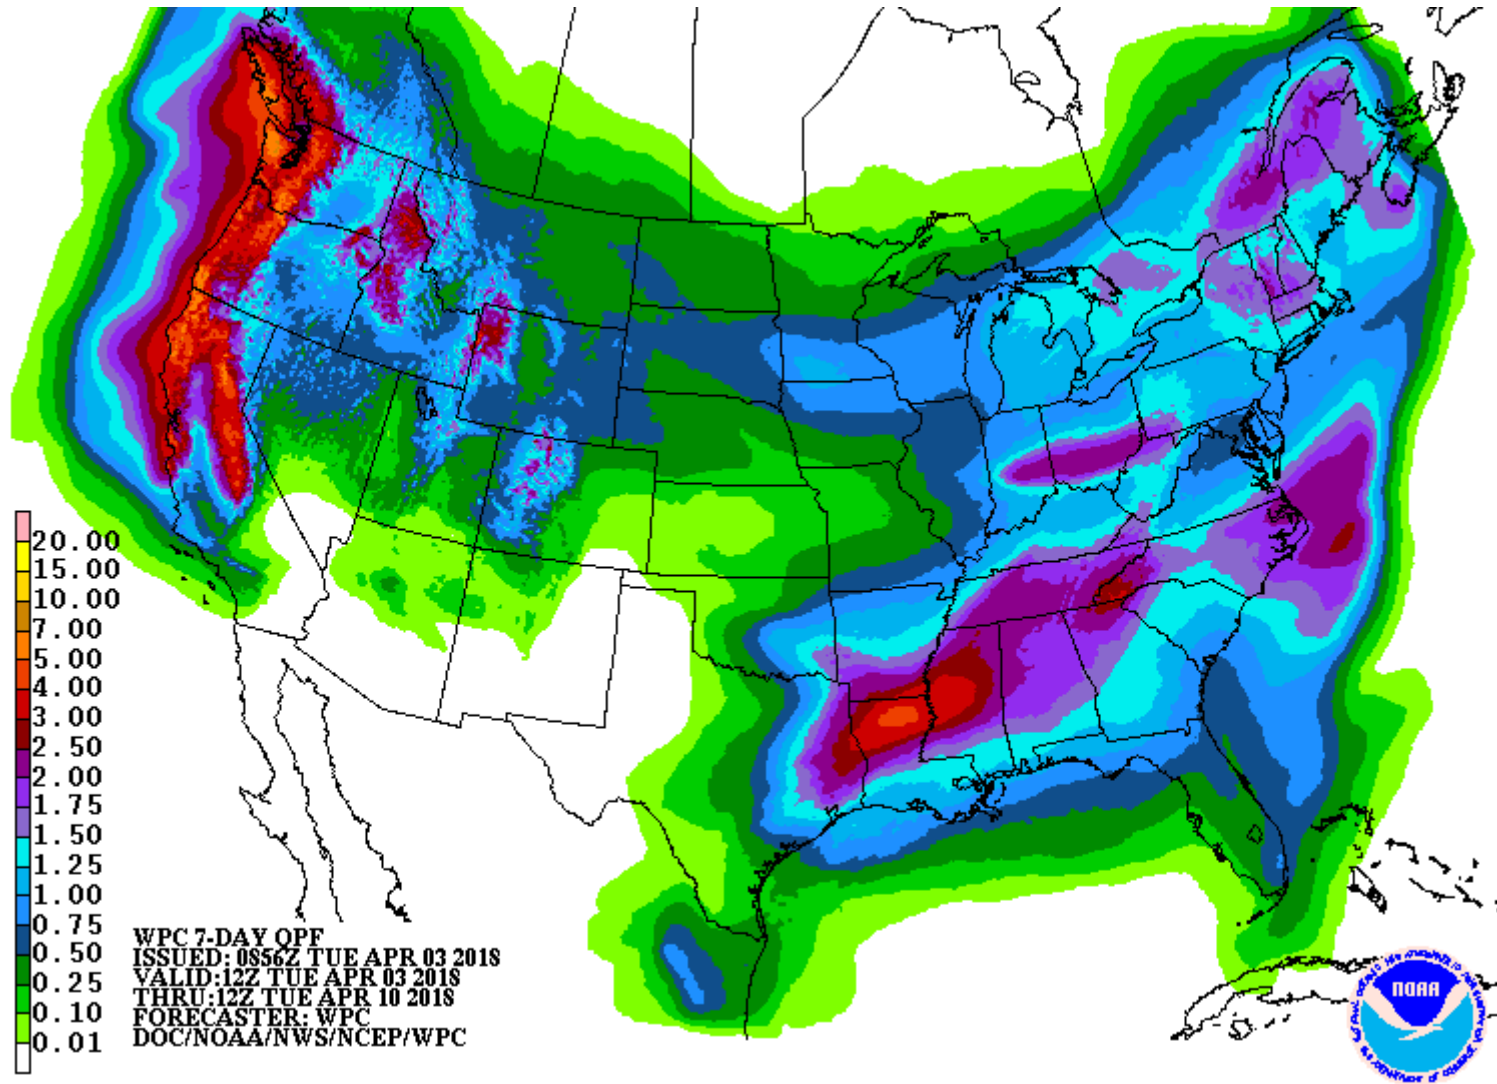 20.00
15.00
10.00
7.00
5.00
4.00
3.00
2.50
2.00
1.75
1.50
1.25
1.00
0.75
0.50
0.25
0.10
0.01
WPC 7-DAY QPF
ISSUED: 0856Z TUE APR 03 2018
VALID:12Z TUE APR 03 2018
THRU:12Z TUE APR 10 2018
FORECASTER: WPC
DOC/NOAA/NWS/NCEP/WPC
NOAA